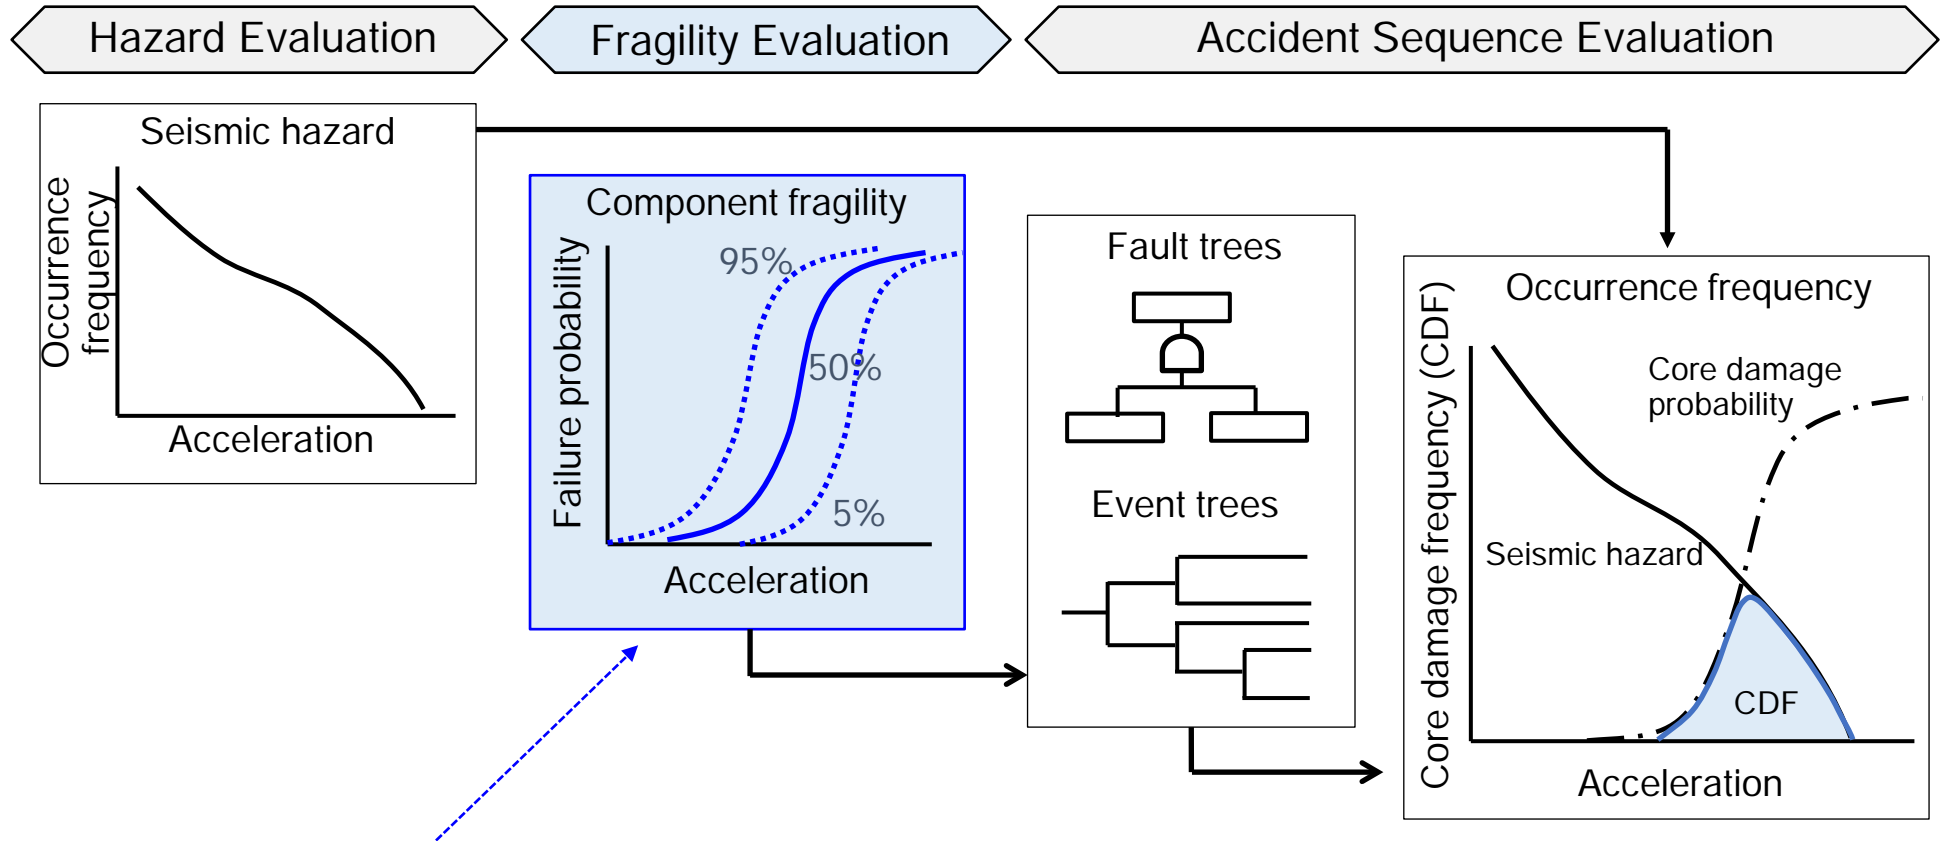 Hazard Evaluation
Fragility Evaluation
Accident Sequence Evaluation
Seismic hazard
Occurrence
frequency
Acceleration
Component fragility
Failure probability
95%
50%
5%
Acceleration
Fault trees
Event trees
Occurrence frequency
Core damage frequency (CDF)
Core damage
probability
Seismic hazard
CDF
Acceleration